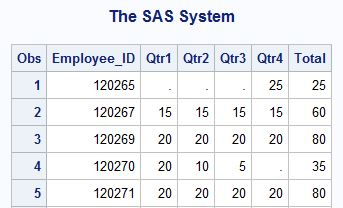 The SAS System
Obs Employee_ID Qtr1 Qtr2 Qtr3 Qtr4 Total
1 120265 . . . 25 25
2 120267 15 15 15 15 60
3 120269 20 20 20 20 80
4 120270 20 10 5 . 35
5 120271 20 20 20 20 80